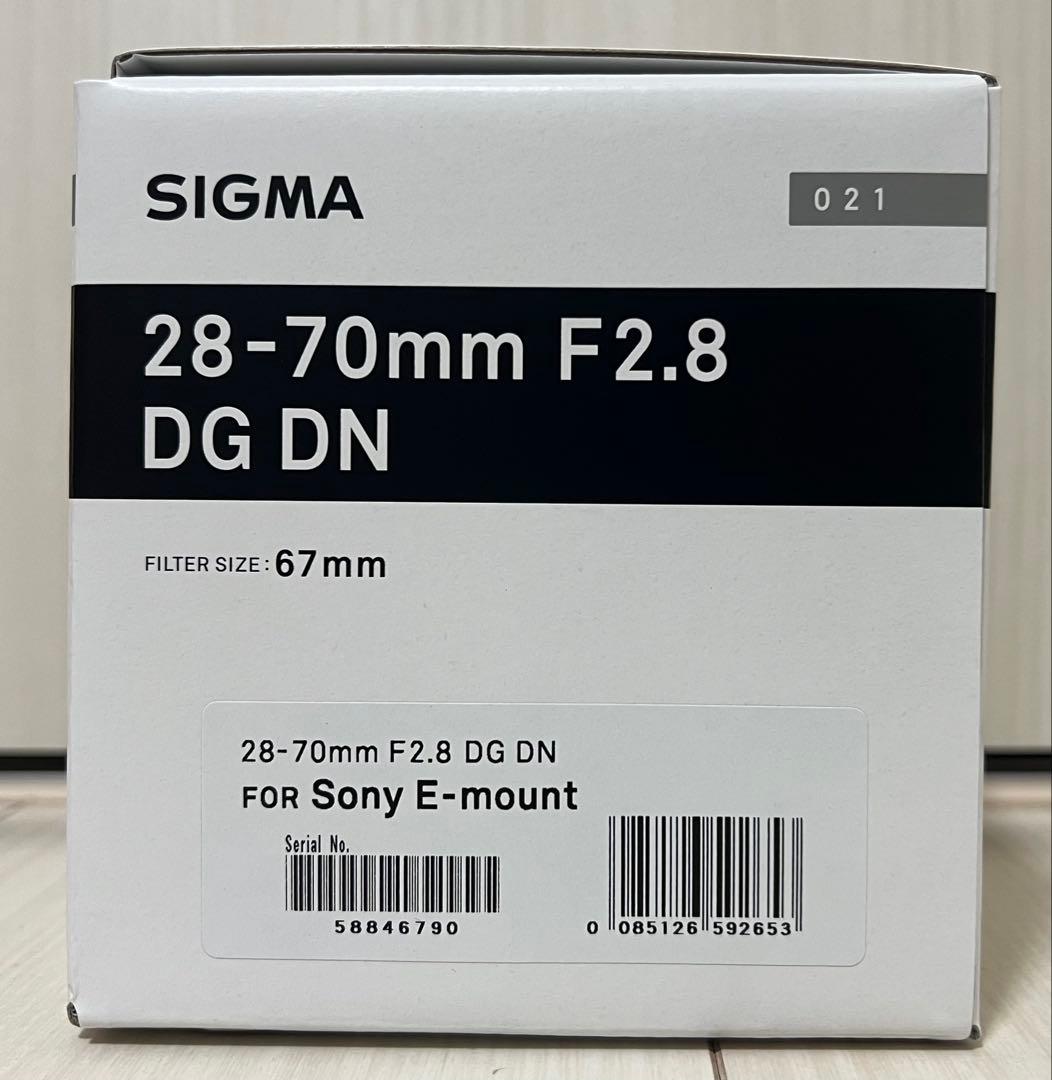 SIGMA
021
28-70mm F2.8
DG DN
FILTER SIZE: 67mm
28-70mm F2.8 DG DN
FOR Sony E-mount
Serial No.
58846790
0 085126 592653